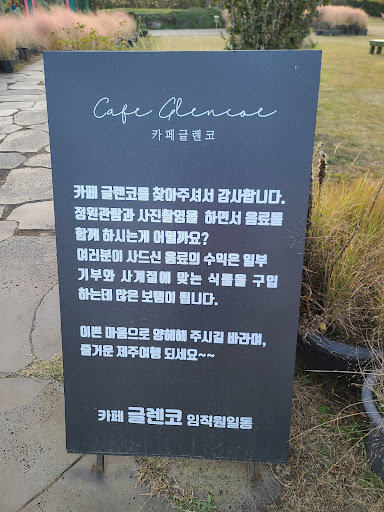 Cafe Glencoe
카페글렌코
카페 글렌코를 찾아주셔서 감사합니다.
정원관람과 사진촬영을 하면서 음료를
함께 하시는게 어떨까요?
여러분이 사드신 음료의 수익은 일부
기부와 사계절에 맞는 식물을 구입
하는데 많은 보탬이 됩니다.
이쁜 마음으로 양해해 주시길 바라며,
즐거운 제주여행 되세요~~
카페 글렌코 임직원일동